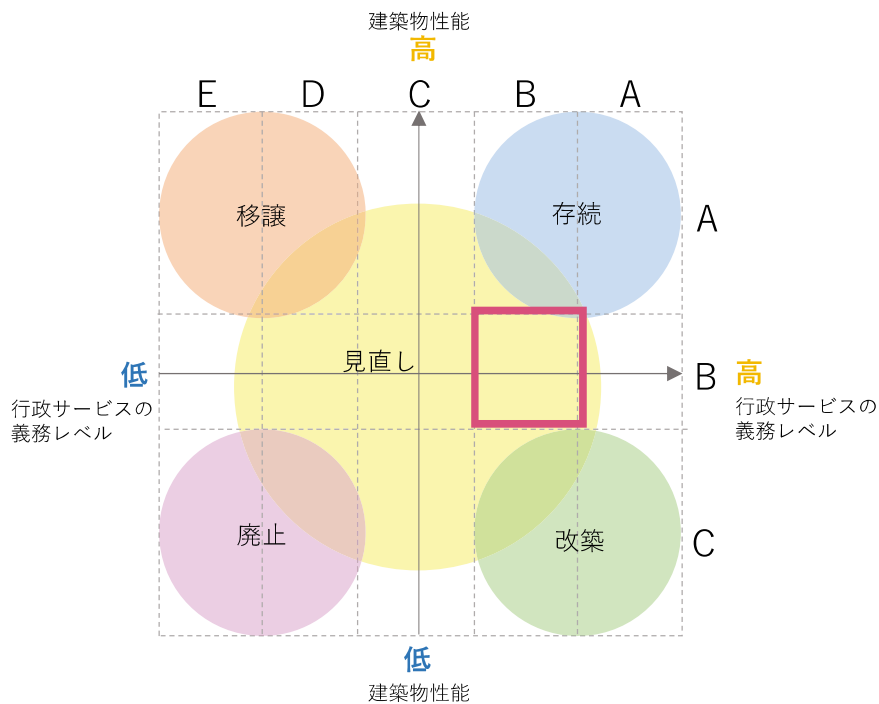 建築物性能
高
E D C B A
移譲
存続
A
見直し
低
B
高
行政サービスの
義務レベル
行政サービスの
義務レベル
廃止
改築
C
低
建築物性能